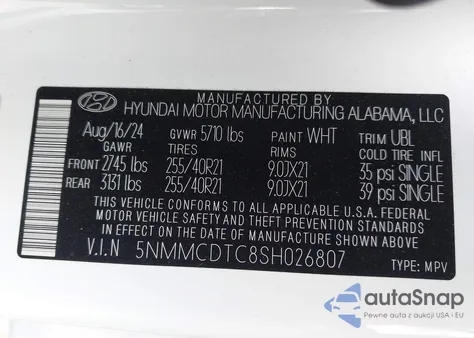 MANUFACTURED BY
HYUNDAI MOTOR MANUFACTURING ALABAMA, LLC
Aug/16/24 GVWR 5710 lbs PAINT WHT TRIM UBL
GAWR TIRES RIMS COLD TIRE INFL
FRONT 2745 lbs 255/40R21 9.0JX21 35 psi SINGLE
REAR 3131 lbs 255/40R21 9.0JX21 39 psi SINGLE
THIS VEHICLE CONFORMS TO ALL APPLICABLE U.S.A. FEDERAL
MOTOR VEHICLE SAFETY AND THEFT PREVENTION STANDARDS
IN EFFECT ON THE DATE OF MANUFACTURE SHOWN ABOVE
V.I.N 5NMMCDTC8SH026807
TYPE: MPV
autoSnap
Pewne auta z aukcji USA i EU